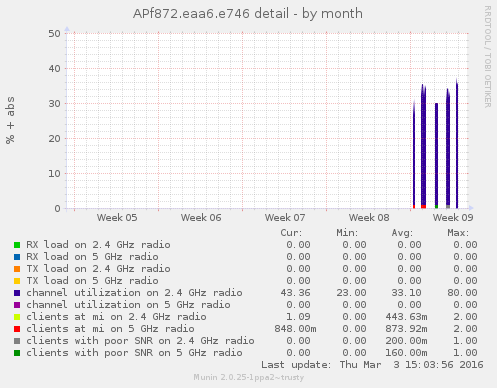 APf872.eaa6.e746 detail - by month
RRDTOOL / TOBI OETIKER
% + abs
50
40
30
20
10
0
Week 05 Week 06 Week 07 Week 08 Week 09
Cur: Min: Avg: Max:
RX load on 2.4 GHz radio 0.00 0.00 0.00 0.00
RX load on 5 GHz radio 0.00 0.00 0.00 0.00
TX load on 2.4 GHz radio 0.00 0.00 0.00 0.00
TX load on 5 GHz radio 0.00 0.00 0.00 0.00
channel utilization on 2.4 GHz radio 43.36 23.00 33.10 80.00
channel utilization on 5 GHz radio 0.00 0.00 0.00 0.00
clients at mi on 2.4 GHz radio 1.09 0.00 443.63m 2.00
clients at mi on 5 GHz radio 848.00m 0.00 873.92m 2.00
clients with poor SNR on 2.4 GHz radio 0.00 0.00 200.00m 1.00
clients with poor SNR on 5 GHz radio 0.00 0.00 160.00m 1.00
Last update: Thu Mar 3 15:03:56 2016
Munin 2.0.25-1ppa2~trusty